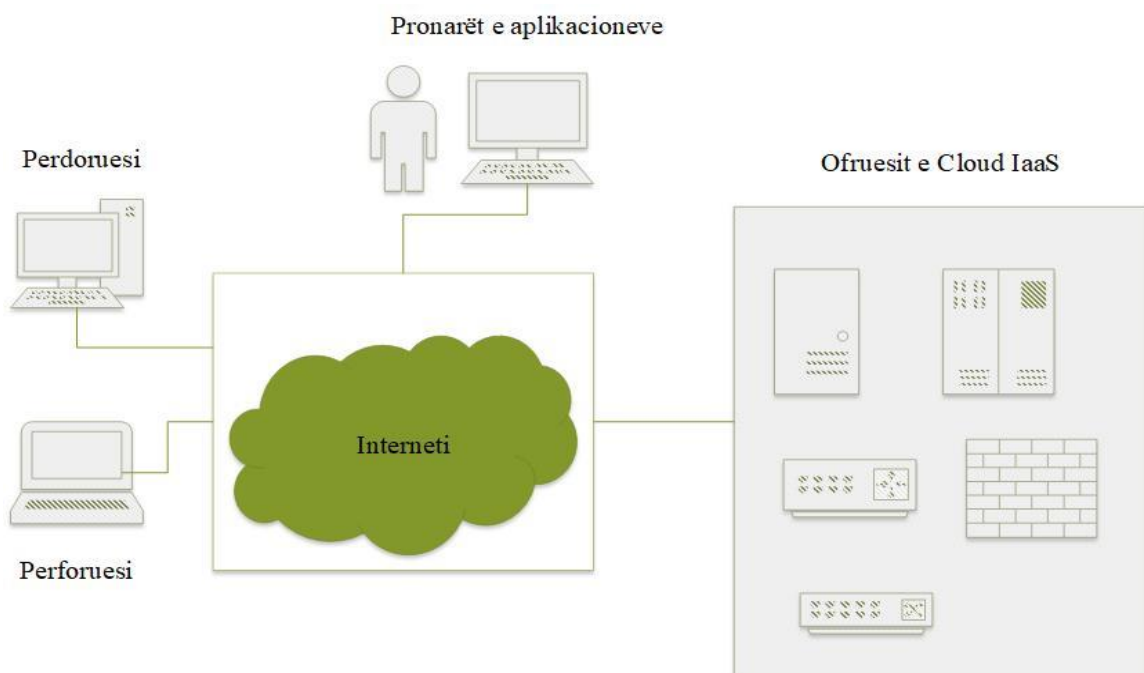 Pronarët e aplikacioneve
Perdoruesi
Ofruesit e Cloud IaaS
Interneti
Perforuesi